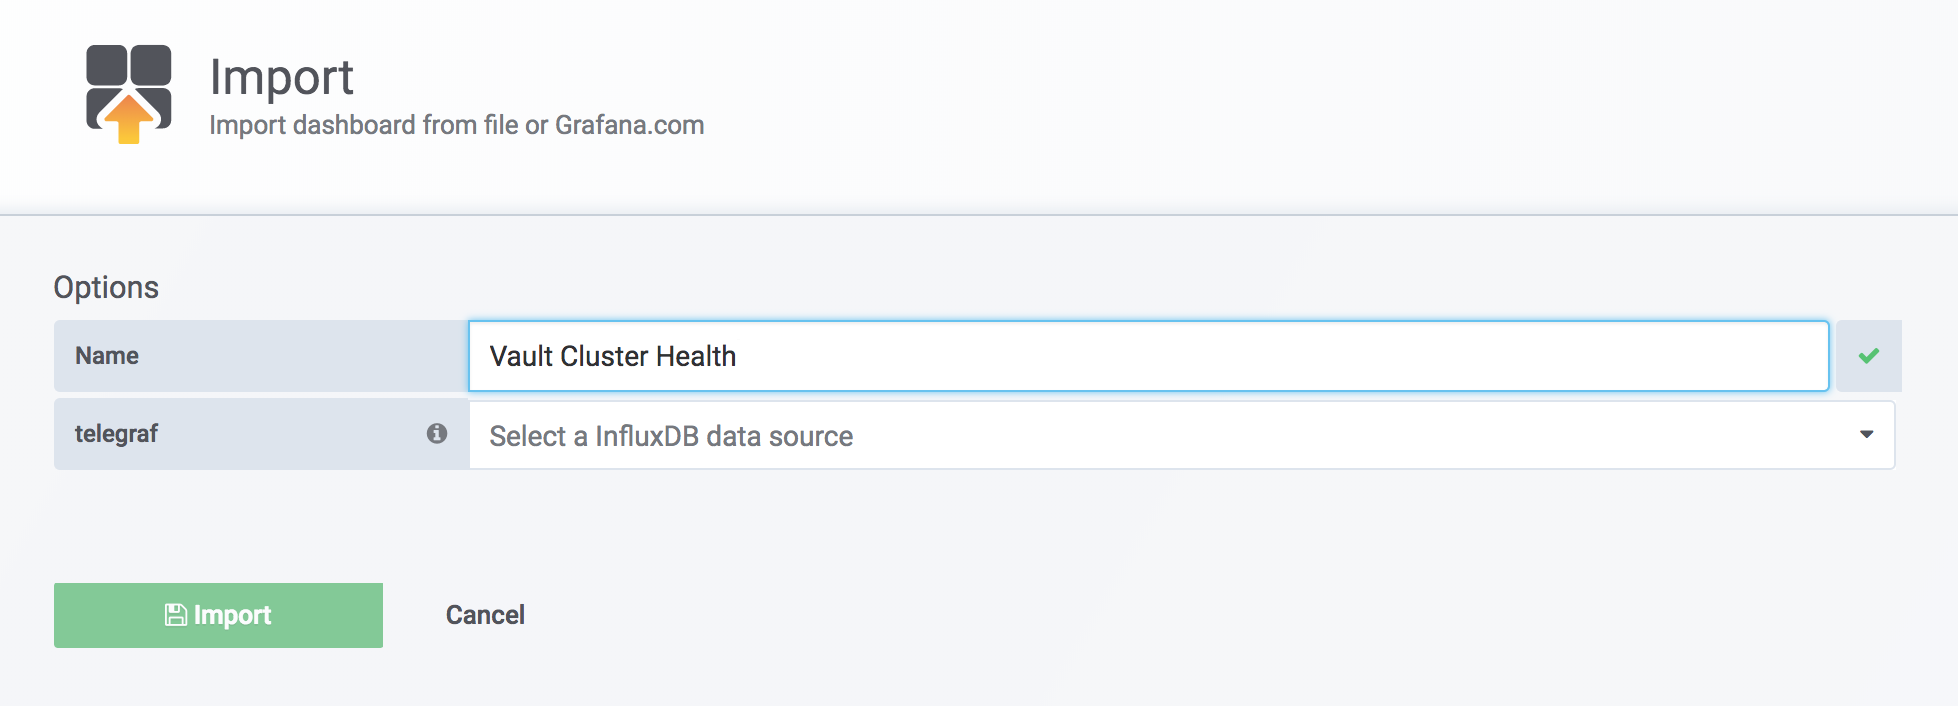 Import
Import dashboard from file or Grafana.com
Options
Name
Vault Cluster Health
telegraf
Select a InfluxDB data source
Import
Cancel